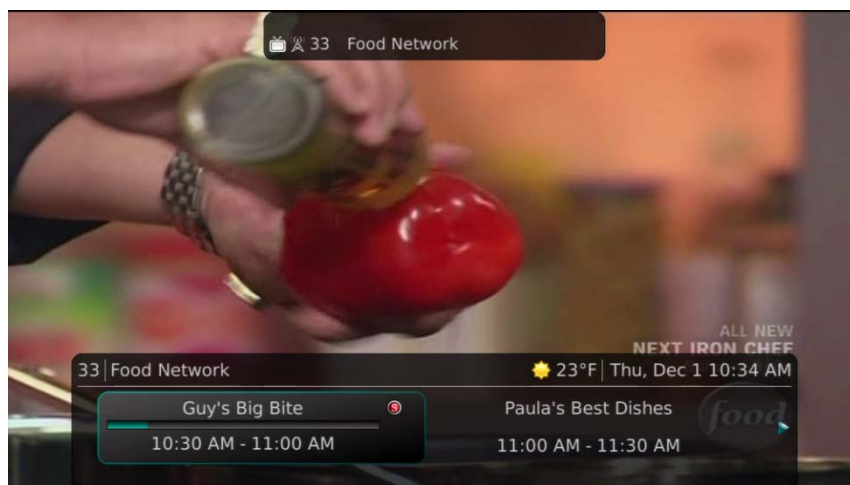 33 Food Network
ALL NEW
NEXT IRON CHEF
33 Food Network
23°F Thu, Dec 1 10:34 AM
Guy's Big Bite S
Paula's Best Dishes
food
10:30 AM - 11:00 AM
11:00 AM - 11:30 AM